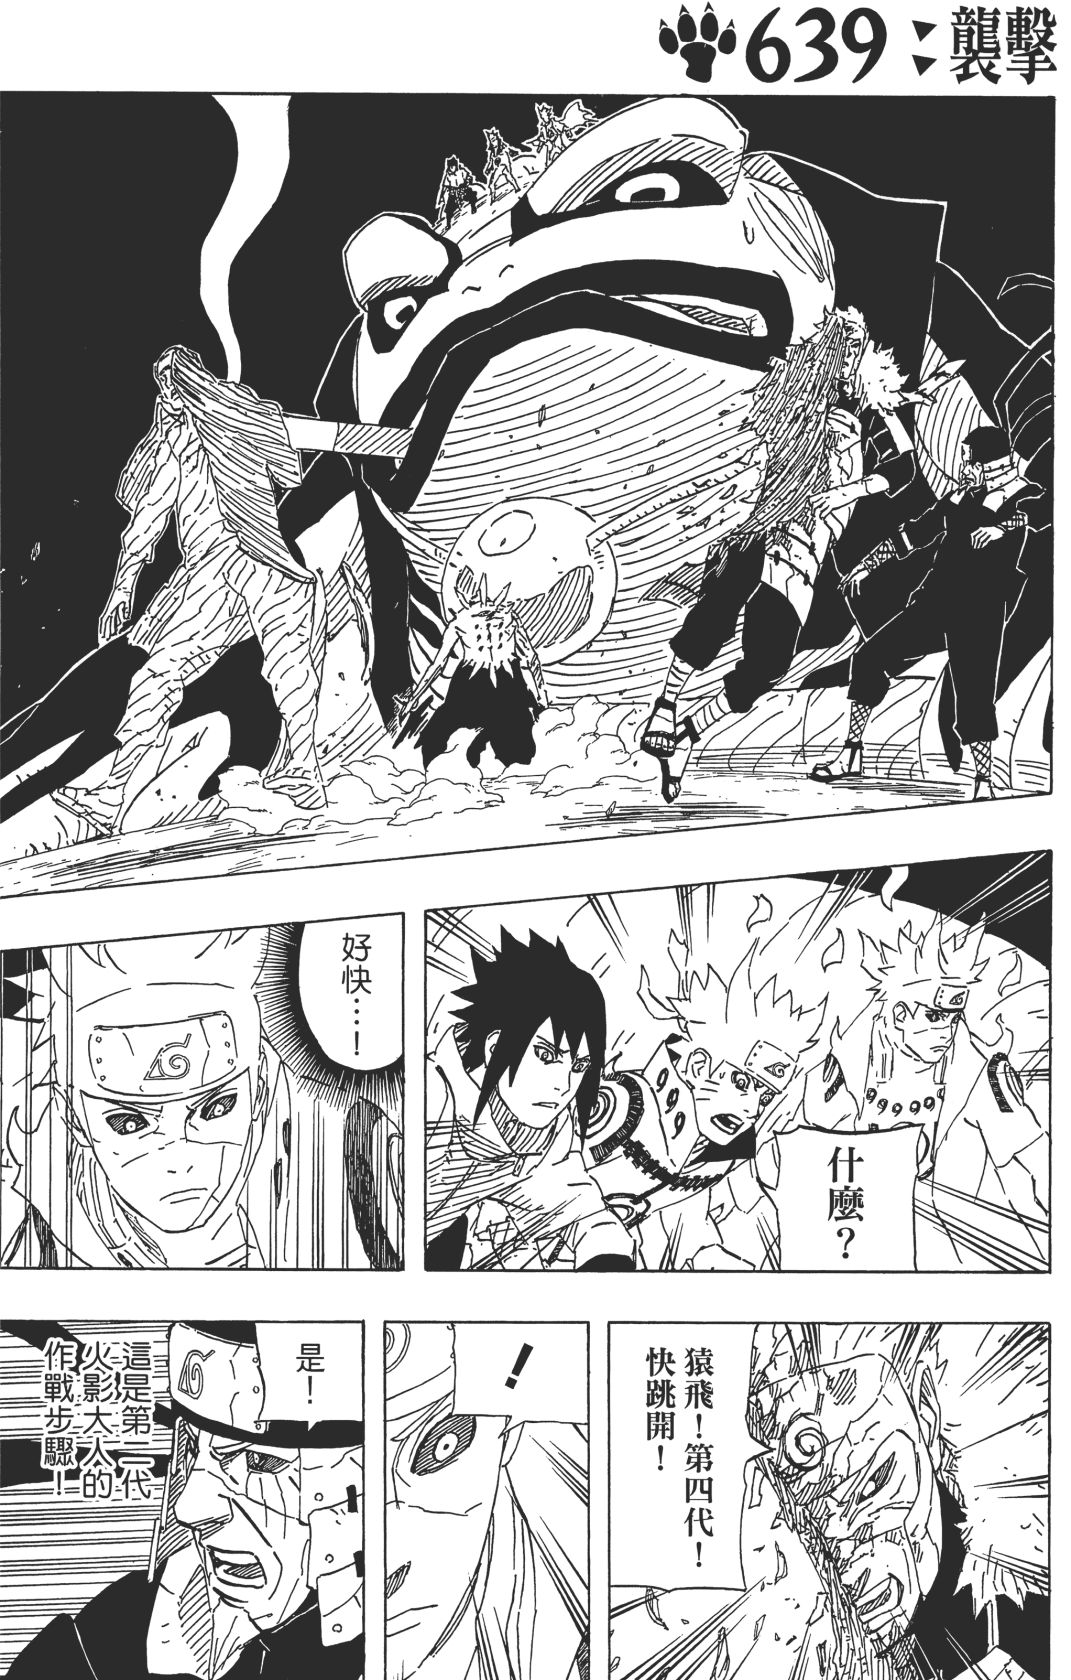 639：襲擊
什麼？
好快…！
猿飛！第四代！
快跳開！
！
是！
這是第二代
火影大人的
作戰步驟！